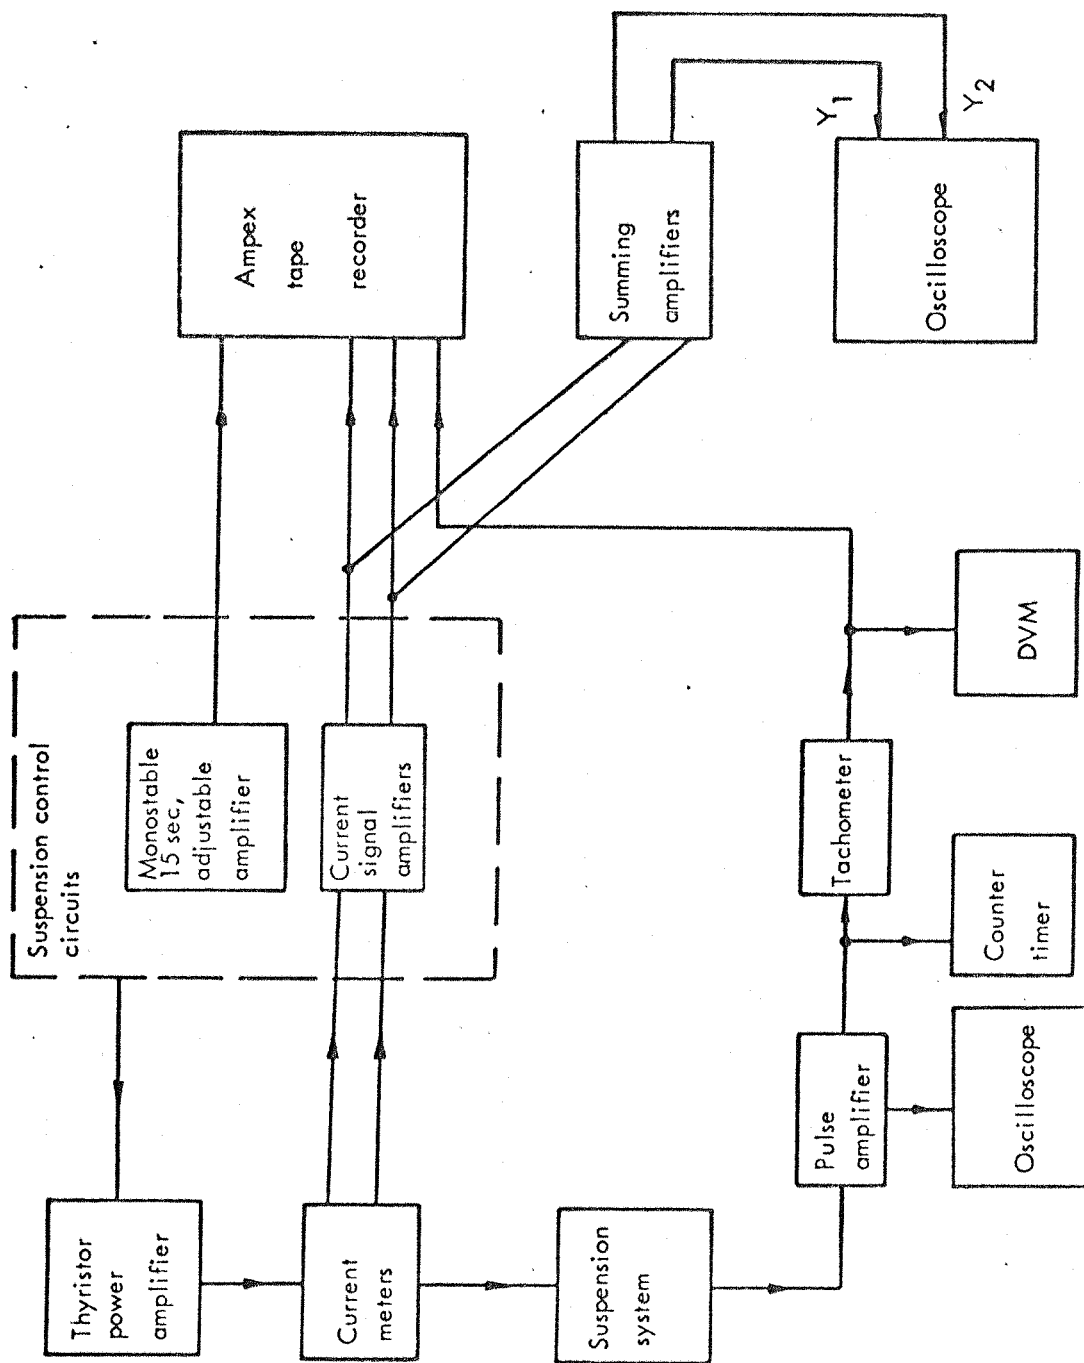 Suspension control
circuits
Monostable
15 sec,
adjustable
amplifier
Current
signal
amplifiers
Ampex
tape
recorder
Thyristor
power
amplifier
Current
meters
Suspension
system
Summing
amplifiers
Y1
Y2
Oscilloscope
Pulse
amplifier
Tachometer
Oscilloscope
Counter
timer
DVM